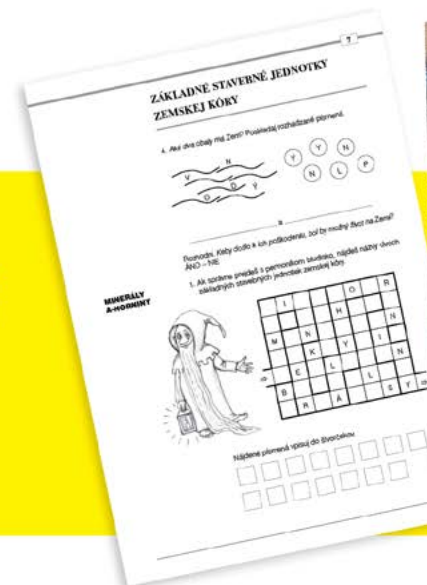 7
ZÁKLADNÉ STAVEBNÉ JEDNOTKY
ZEMSKEJ KÔRY
4. Aké dva obaly má Zem? Poskladaj rozhádzané písmená.
V N
O D Ý
Y Y N
N L P
a
Rozhodni. Keby došlo k ich poškodeniu, bol by možný život na Zemi?
ÁNO – NIE
1. Ak správne prejdeš s permoníkom bludisko, nájdeš názvy dvoch
základných stavebných jednotiek zemskej kôry.
MINERÁLY
A HORNINY
I O R
H
M N N
K Y I
E L N
B L
R Á S Y
Nájdené písmená vpisuj do štvorčekov.